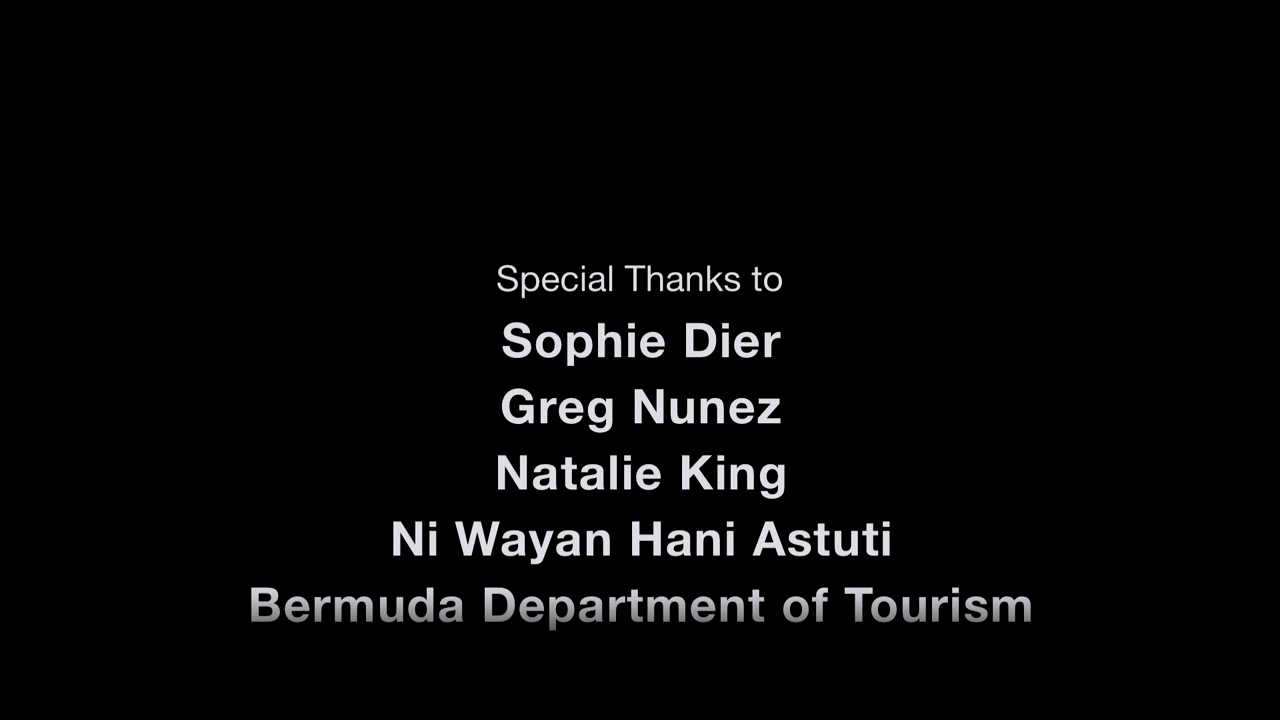 Special Thanks to
Sophie Dier
Greg Nunez
Natalie King
Ni Wayan Hani Astuti
Bermuda Department of Tourism